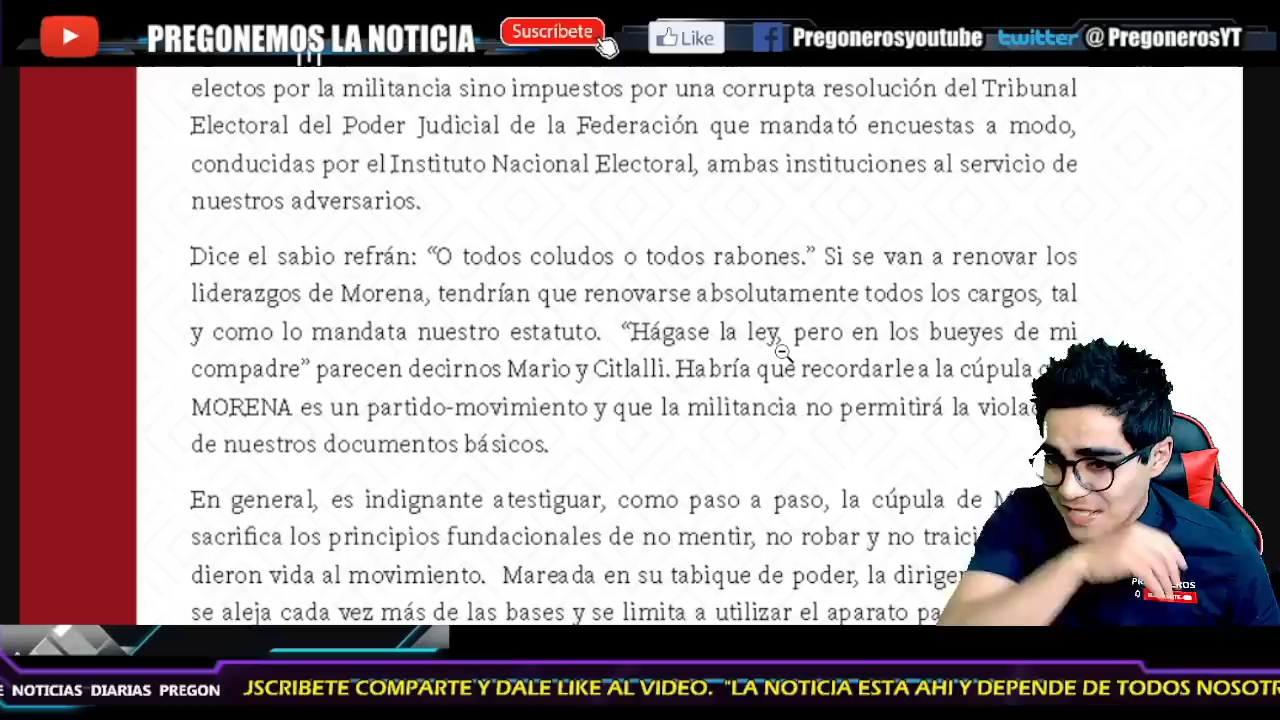 PREGONEMOS LA NOTICIA
Suscríbete
Like
Pregonerosyoutube
twitter @PregonerosYT
electos por la militancia sino impuestos por una corrupta resolución del Tribunal
Electoral del Poder Judicial de la Federación que mandató encuestas a modo,
conducidas por el Instituto Nacional Electoral, ambas instituciones al servicio de
nuestros adversarios.
Dice el sabio refrán: “O todos coludos o todos rabones.” Si se van a renovar los
liderazgos de Morena, tendrían que renovarse absolutamente todos los cargos, tal
y como lo mandata nuestro estatuto. “Hágase la ley, pero en los bueyes de mi
compadre” parecen decirnos Mario y Citlalli. Habría que recordarle a la cúpula
MORENA es un partido-movimiento y que la militancia no permitirá la viola
de nuestros documentos básicos.
En general, es indignante atestiguar, como paso a paso, la cúpula de M
sacrifica los principios fundacionales de no mentir, no robar y no traici
dieron vida al movimiento. Mareada en su tabique de poder, la dirige
se aleja cada vez más de las bases y se limita a utilizar el aparato pa
E NOTICIAS DIARIAS PREGON
JSCRIBETE COMPARTE Y DALE LIKE AL VIDEO. "LA NOTICIA ESTA AHI Y DEPENDE DE TODOS NOSOTR